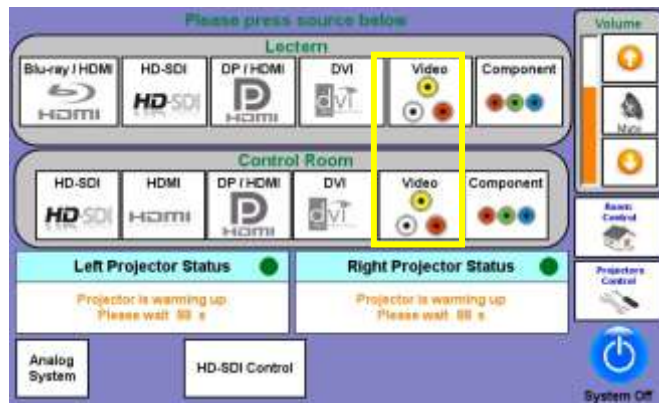 Please press source below
Volume
Lectern
Blu-ray / HDMI
HD-SDI
DP / HDMI
DVI
Video
Component
HDMI
HD-SDI
D
HDMI
dvi
Mute
Control Room
HD-SDI
HDMI
DP / HDMI
DVI
Video
Component
HD-SDI
HDMI
D
HDMI
dvi
Room
Control
Left Projector Status
Right Projector Status
Projector is warming up
Please wait
s
Projector is warming up
Please wait
s
Projectors
Control
Analog
System
HD-SDI Control
System Off